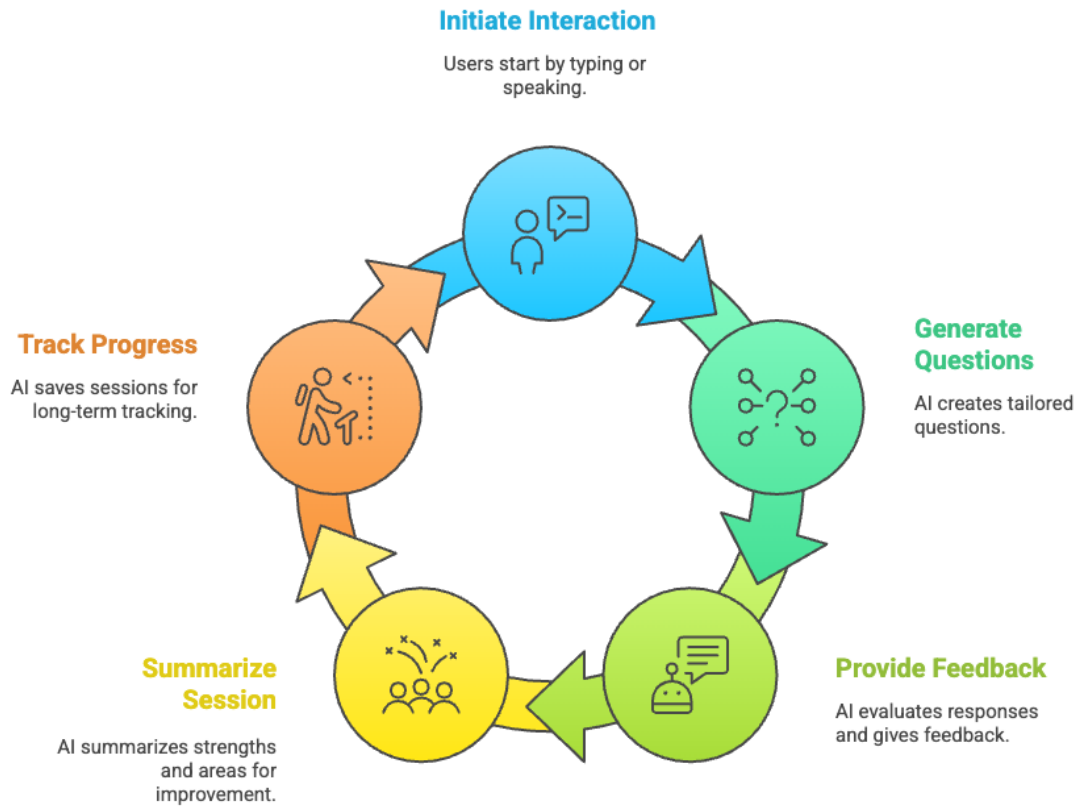 Initiate Interaction
Users start by typing or
speaking.
Generate
Questions
AI creates tailored
questions.
Provide Feedback
AI evaluates responses
and gives feedback.
Summarize
Session
AI summarizes strengths
and areas for
improvement.
Track Progress
AI saves sessions for
long-term tracking.